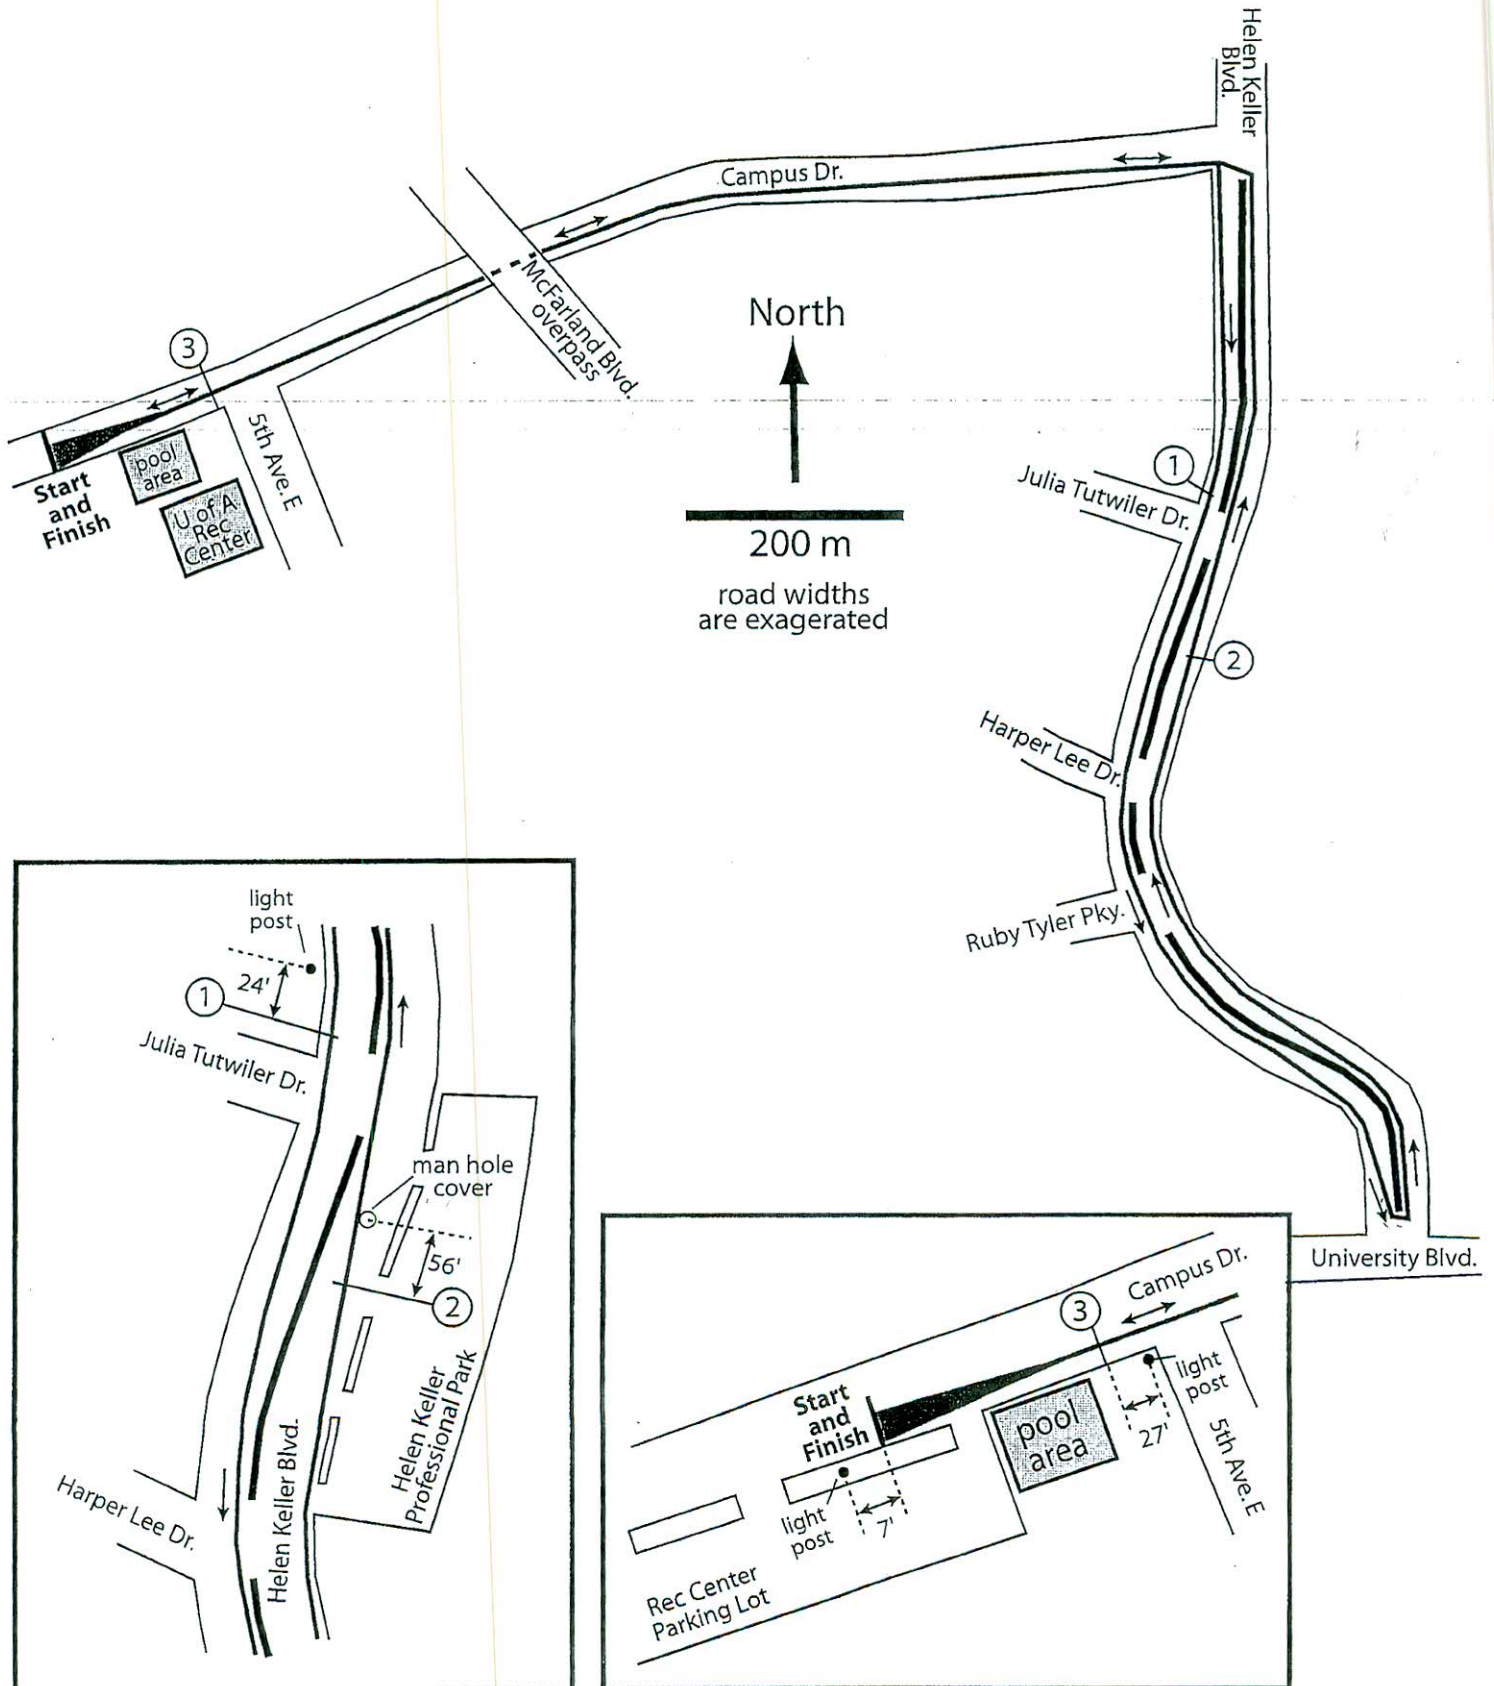 Helen Keller
Blvd.
Campus Dr.
McFarland Blvd.
overpass
North
200 m
road widths
are exagerated
3
5th Ave. E
pool
area
U of A
Rec
Center
Start
and
Finish
1
Julia Tutwiler Dr.
2
Harper Lee Dr.
Ruby Tyler Pky.
University Blvd.
light
post
24'
1
Julia Tutwiler Dr.
man hole
cover
56'
2
Helen Keller
Professional Park
Helen Keller Blvd.
Harper Lee Dr.
Campus Dr.
3
Start
and
Finish
light
post
pool
area
27'
5th Ave. E
light
post
7'
Rec Center
Parking Lot